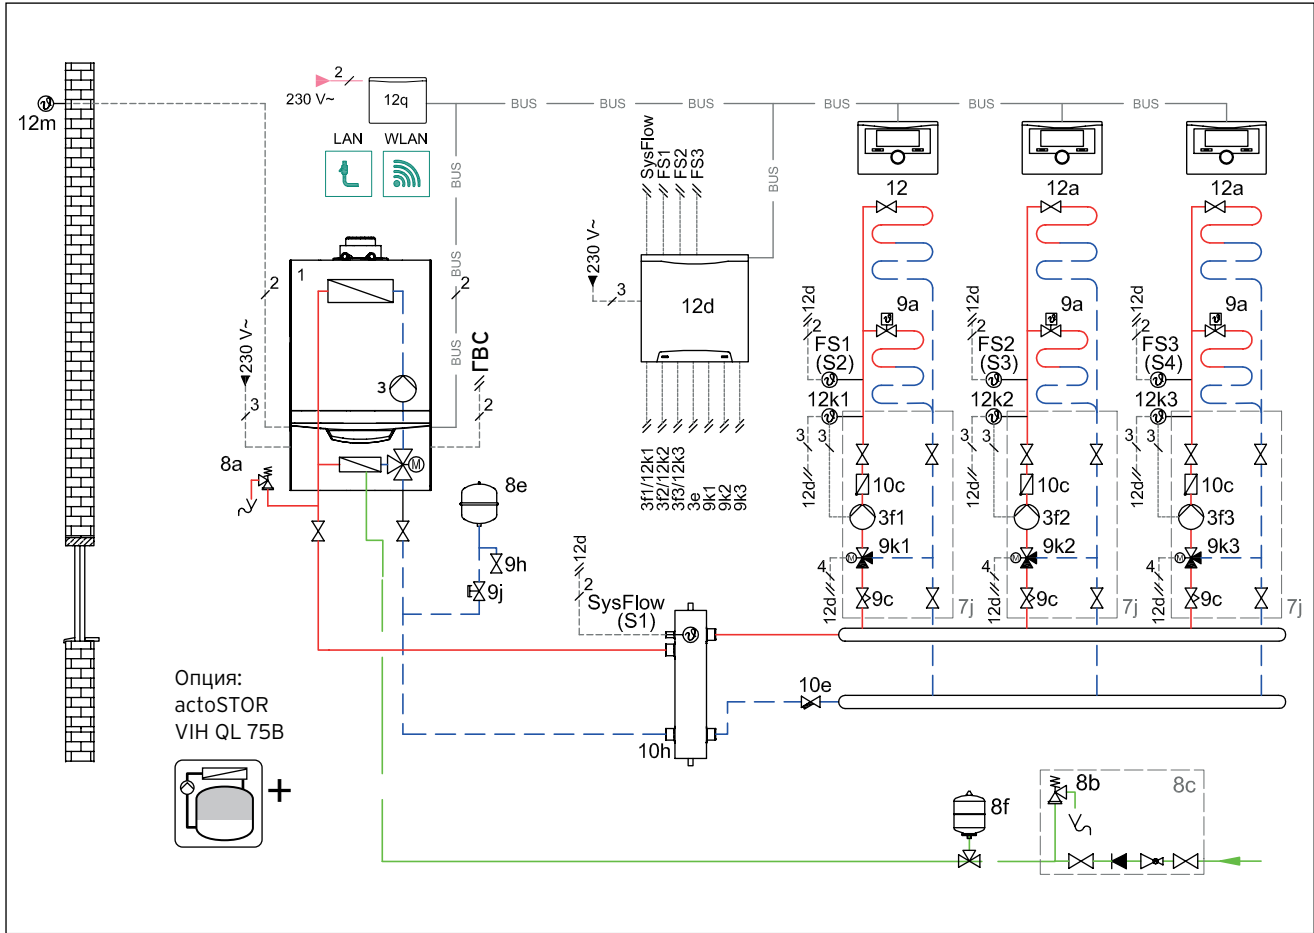 2
230 V~
12q
BUS
BUS
BUS
BUS
BUS
BUS
12m
LAN
WLAN
BUS
BUS
BUS
BUS
SysFlow
FS1
FS2
FS3
12
12a
12a
1
2
2
230 V~
3
ГВС
2
3
M
8a
8e
9h
9j
230 V~
3
12d
3f1/12k1
3f2/12k2
3f3/12k3
3e
9k1
9k2
9k3
12d
2
FS1
(S2)
9a
12k1
3
3
12d
10c
3f1
M
9k1
4
12d
9c
7j
12d
2
FS2
(S3)
9a
12k2
3
3
12d
10c
3f2
M
9k2
4
12d
9c
7j
12d
2
FS3
(S4)
9a
12k3
3
3
12d
10c
3f3
M
9k3
4
12d
9c
7j
12d
2
SysFlow
(S1)
10e
10h
Опция:
actoSTOR
VIH QL 75B
+
8f
8b
8c